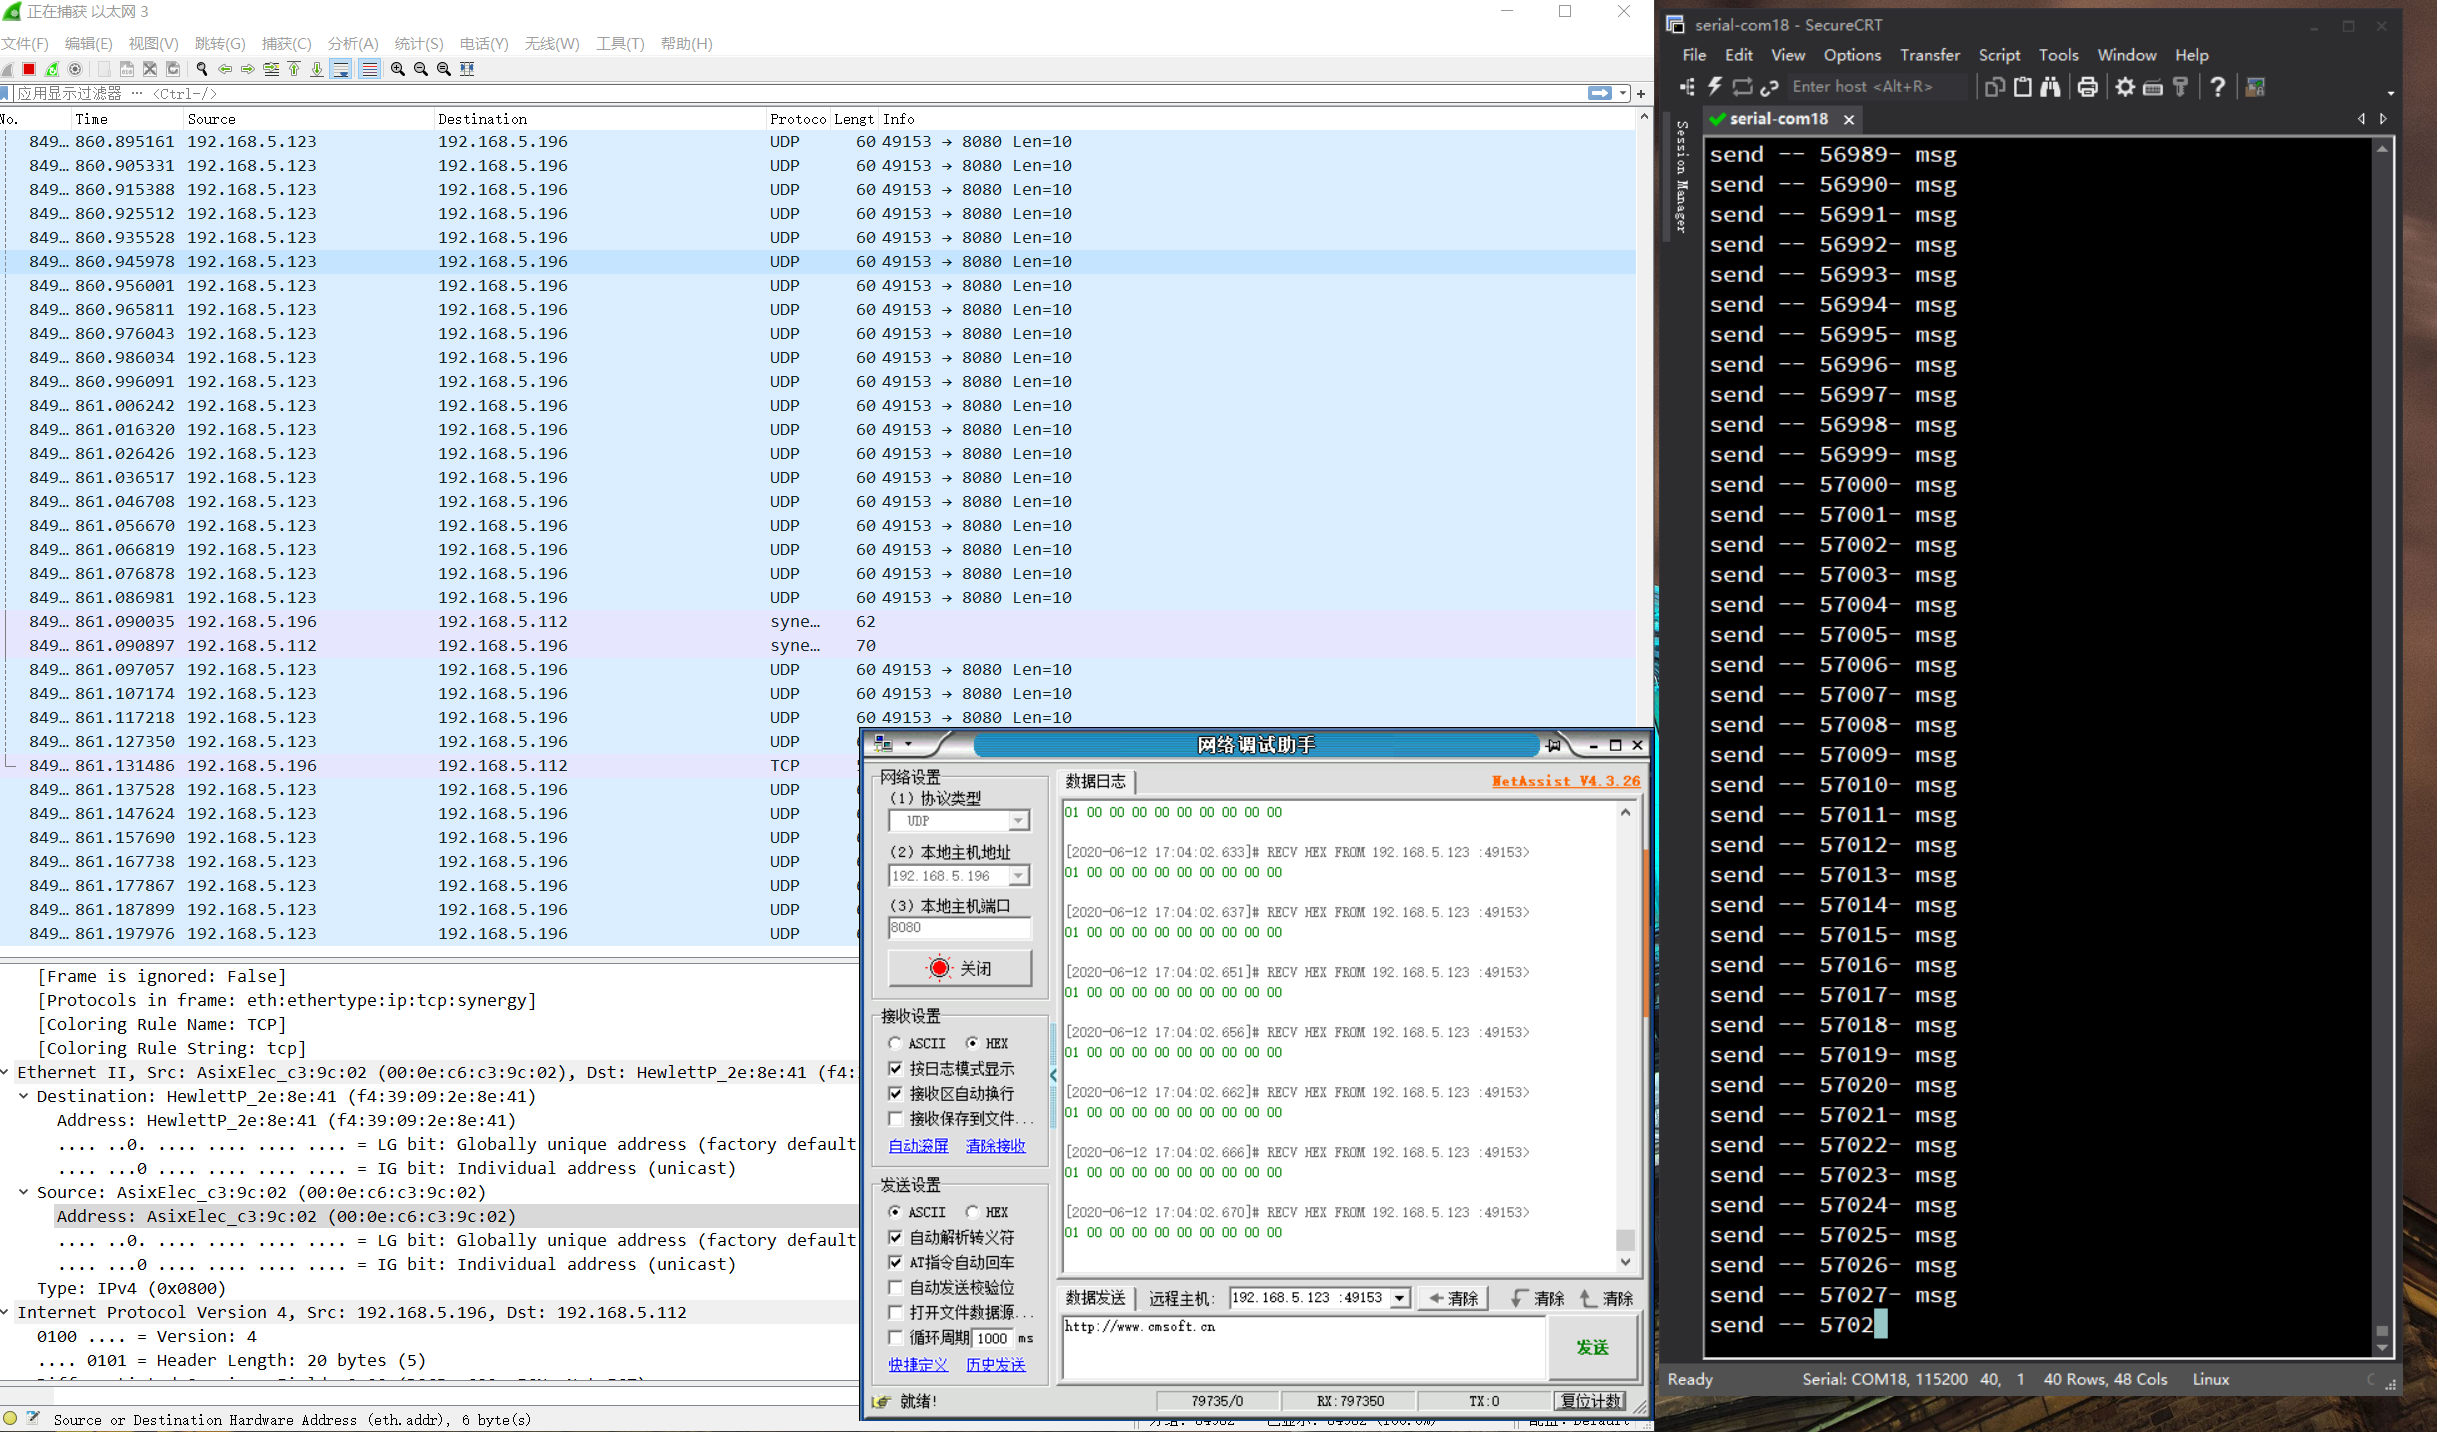 正在捕获 以太网 3
文件(F) 编辑(E) 视图(V) 跳转(G) 捕获(C) 分析(A) 统计(S) 电话(Y) 无线(W) 工具(T) 帮助(H)
应用显示过滤器 … <Ctrl-/>
No. Time Source Destination Protoco Lengt Info
849… 860.895161 192.168.5.123 192.168.5.196 UDP 60 49153 → 8080 Len=10
849… 860.905331 192.168.5.123 192.168.5.196 UDP 60 49153 → 8080 Len=10
849… 860.915388 192.168.5.123 192.168.5.196 UDP 60 49153 → 8080 Len=10
849… 860.925512 192.168.5.123 192.168.5.196 UDP 60 49153 → 8080 Len=10
849… 860.935528 192.168.5.123 192.168.5.196 UDP 60 49153 → 8080 Len=10
849… 860.945978 192.168.5.123 192.168.5.196 UDP 60 49153 → 8080 Len=10
849… 860.956001 192.168.5.123 192.168.5.196 UDP 60 49153 → 8080 Len=10
849… 860.965811 192.168.5.123 192.168.5.196 UDP 60 49153 → 8080 Len=10
849… 860.976043 192.168.5.123 192.168.5.196 UDP 60 49153 → 8080 Len=10
849… 860.986034 192.168.5.123 192.168.5.196 UDP 60 49153 → 8080 Len=10
849… 860.996091 192.168.5.123 192.168.5.196 UDP 60 49153 → 8080 Len=10
849… 861.006242 192.168.5.123 192.168.5.196 UDP 60 49153 → 8080 Len=10
849… 861.016320 192.168.5.123 192.168.5.196 UDP 60 49153 → 8080 Len=10
849… 861.026426 192.168.5.123 192.168.5.196 UDP 60 49153 → 8080 Len=10
849… 861.036517 192.168.5.123 192.168.5.196 UDP 60 49153 → 8080 Len=10
849… 861.046708 192.168.5.123 192.168.5.196 UDP 60 49153 → 8080 Len=10
849… 861.056670 192.168.5.123 192.168.5.196 UDP 60 49153 → 8080 Len=10
849… 861.066819 192.168.5.123 192.168.5.196 UDP 60 49153 → 8080 Len=10
849… 861.076878 192.168.5.123 192.168.5.196 UDP 60 49153 → 8080 Len=10
849… 861.086981 192.168.5.123 192.168.5.196 UDP 60 49153 → 8080 Len=10
849… 861.090035 192.168.5.196 192.168.5.112 syne… 62
849… 861.090897 192.168.5.112 192.168.5.196 syne… 70
849… 861.097057 192.168.5.123 192.168.5.196 UDP 60 49153 → 8080 Len=10
849… 861.107174 192.168.5.123 192.168.5.196 UDP 60 49153 → 8080 Len=10
849… 861.117218 192.168.5.123 192.168.5.196 UDP 60 49153 → 8080 Len=10
849… 861.127350 192.168.5.123 192.168.5.196 UDP
849… 861.131486 192.168.5.196 192.168.5.112 TCP
849… 861.137528 192.168.5.123 192.168.5.196 UDP
849… 861.147624 192.168.5.123 192.168.5.196 UDP
849… 861.157690 192.168.5.123 192.168.5.196 UDP
849… 861.167738 192.168.5.123 192.168.5.196 UDP
849… 861.177867 192.168.5.123 192.168.5.196 UDP
849… 861.187899 192.168.5.123 192.168.5.196 UDP
849… 861.197976 192.168.5.123 192.168.5.196 UDP
[Frame is ignored: False]
[Protocols in frame: eth:ethertype:ip:tcp:synergy]
[Coloring Rule Name: TCP]
[Coloring Rule String: tcp]
Ethernet II, Src: AsixElec_c3:9c:02 (00:0e:c6:c3:9c:02), Dst: HewlettP_2e:8e:41 (f4:
Destination: HewlettP_2e:8e:41 (f4:39:09:2e:8e:41)
Address: HewlettP_2e:8e:41 (f4:39:09:2e:8e:41)
.... ..0. .... .... .... .... = LG bit: Globally unique address (factory default
.... ...0 .... .... .... .... = IG bit: Individual address (unicast)
Source: AsixElec_c3:9c:02 (00:0e:c6:c3:9c:02)
Address: AsixElec_c3:9c:02 (00:0e:c6:c3:9c:02)
.... ..0. .... .... .... .... = LG bit: Globally unique address (factory default
.... ...0 .... .... .... .... = IG bit: Individual address (unicast)
Type: IPv4 (0x0800)
Internet Protocol Version 4, Src: 192.168.5.196, Dst: 192.168.5.112
0100 .... = Version: 4
.... 0101 = Header Length: 20 bytes (5)
Source or Destination Hardware Address (eth.addr), 6 byte(s)
网络调试助手
网络设置
(1) 协议类型
UDP
(2) 本地主机地址
192.168.5.196
(3) 本地主机端口
8080
关闭
接收设置
ASCII HEX
按日志模式显示
接收区自动换行
接收保存到文件...
自动滚屏 清除接收
发送设置
ASCII HEX
自动解析转义符
AT指令自动回车
自动发送校验位
打开文件数据源...
循环周期 1000 ms
快捷定义 历史发送
数据日志 NetAssist V4.3.26
01 00 00 00 00 00 00 00 00 00
[2020-06-12 17:04:02.633]# RECV HEX FROM 192.168.5.123 :49153>
01 00 00 00 00 00 00 00 00 00
[2020-06-12 17:04:02.637]# RECV HEX FROM 192.168.5.123 :49153>
01 00 00 00 00 00 00 00 00 00
[2020-06-12 17:04:02.651]# RECV HEX FROM 192.168.5.123 :49153>
01 00 00 00 00 00 00 00 00 00
[2020-06-12 17:04:02.656]# RECV HEX FROM 192.168.5.123 :49153>
01 00 00 00 00 00 00 00 00 00
[2020-06-12 17:04:02.662]# RECV HEX FROM 192.168.5.123 :49153>
01 00 00 00 00 00 00 00 00 00
[2020-06-12 17:04:02.666]# RECV HEX FROM 192.168.5.123 :49153>
01 00 00 00 00 00 00 00 00 00
[2020-06-12 17:04:02.670]# RECV HEX FROM 192.168.5.123 :49153>
01 00 00 00 00 00 00 00 00 00
数据发送 远程主机: 192.168.5.123 :49153 清除 清除 清除
http://www.cmsoft.cn
发送
就绪! 79735/0 RX:797350 TX:0 复位计数
serial-com18 - SecureCRT
File Edit View Options Transfer Script Tools Window Help
Enter host <Alt+R>
Session Manager
serial-com18
send -- 56989- msg
send -- 56990- msg
send -- 56991- msg
send -- 56992- msg
send -- 56993- msg
send -- 56994- msg
send -- 56995- msg
send -- 56996- msg
send -- 56997- msg
send -- 56998- msg
send -- 56999- msg
send -- 57000- msg
send -- 57001- msg
send -- 57002- msg
send -- 57003- msg
send -- 57004- msg
send -- 57005- msg
send -- 57006- msg
send -- 57007- msg
send -- 57008- msg
send -- 57009- msg
send -- 57010- msg
send -- 57011- msg
send -- 57012- msg
send -- 57013- msg
send -- 57014- msg
send -- 57015- msg
send -- 57016- msg
send -- 57017- msg
send -- 57018- msg
send -- 57019- msg
send -- 57020- msg
send -- 57021- msg
send -- 57022- msg
send -- 57023- msg
send -- 57024- msg
send -- 57025- msg
send -- 57026- msg
send -- 57027- msg
send -- 5702
Ready Serial: COM18, 115200 40, 1 40 Rows, 48 Cols Linux